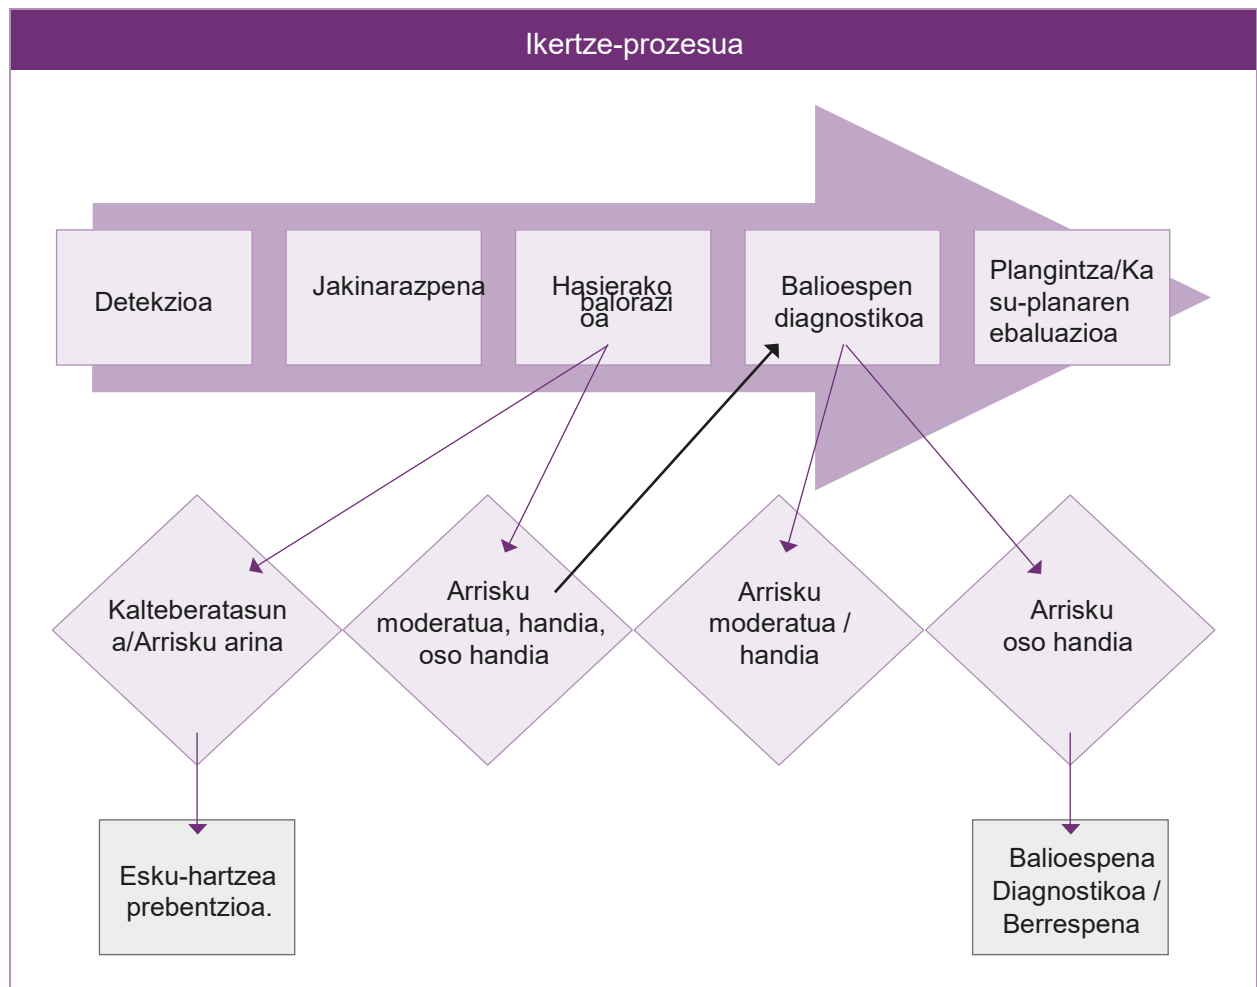 Ikertze-prozesua
Detekzioa
Jakinarazpena
Hasierako
balorazi
oa
Balioespen
diagnostikoa
Plangintza/Ka
su-planaren
ebaluazioa
Kalteberatasun
a/Arrisku arina
Arrisku
moderatua, handia,
oso handia
Arrisku
moderatua /
handia
Arrisku
oso handia
Esku-hartzea
prebentzioa.
Balioespena
Diagnostikoa /
Berrespena